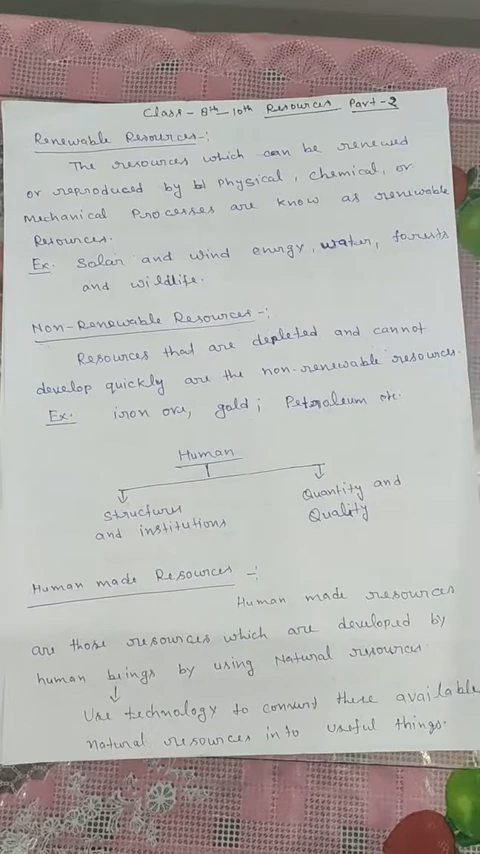 Class - 8th - 10th Resources Part-2
Renewable Resources -:
The resources which can be renewed
or reproduced by Physical, Chemical, or
Mechanical Processes are know as renewable
Resources.
Ex. Solar and wind energy, water, forests
and wildlife.
Non-Renewable Resources -:
Resources that are depleted and cannot
develop quickly are the non-renewable resources.
Ex. iron ore, gold; Petroleum etc.
Human
Structures
and institutions
Quantity and
Quality
Human made Resources -:
Human made resources
are those resources which are developed by
human beings by using Natural resources
Use technology to convert these available
natural resources in to useful things.